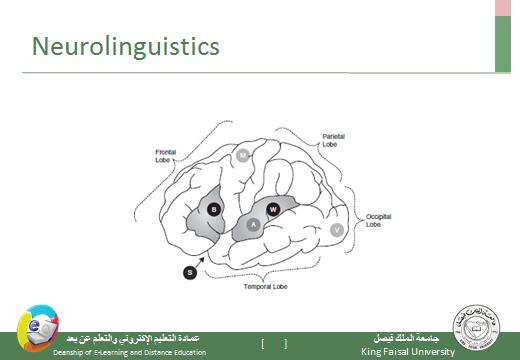 Neurolinguistics
Frontal
Lobe
Parietal
Lobe
M
B
W
A
V
Occipital
Lobe
S
Temporal Lobe
عمادة التعليم الإلكتروني والتعلم عن بعد
Deanship of E-Learning and Distance Education
[ ]
جامعة الملك فيصل
King Faisal University